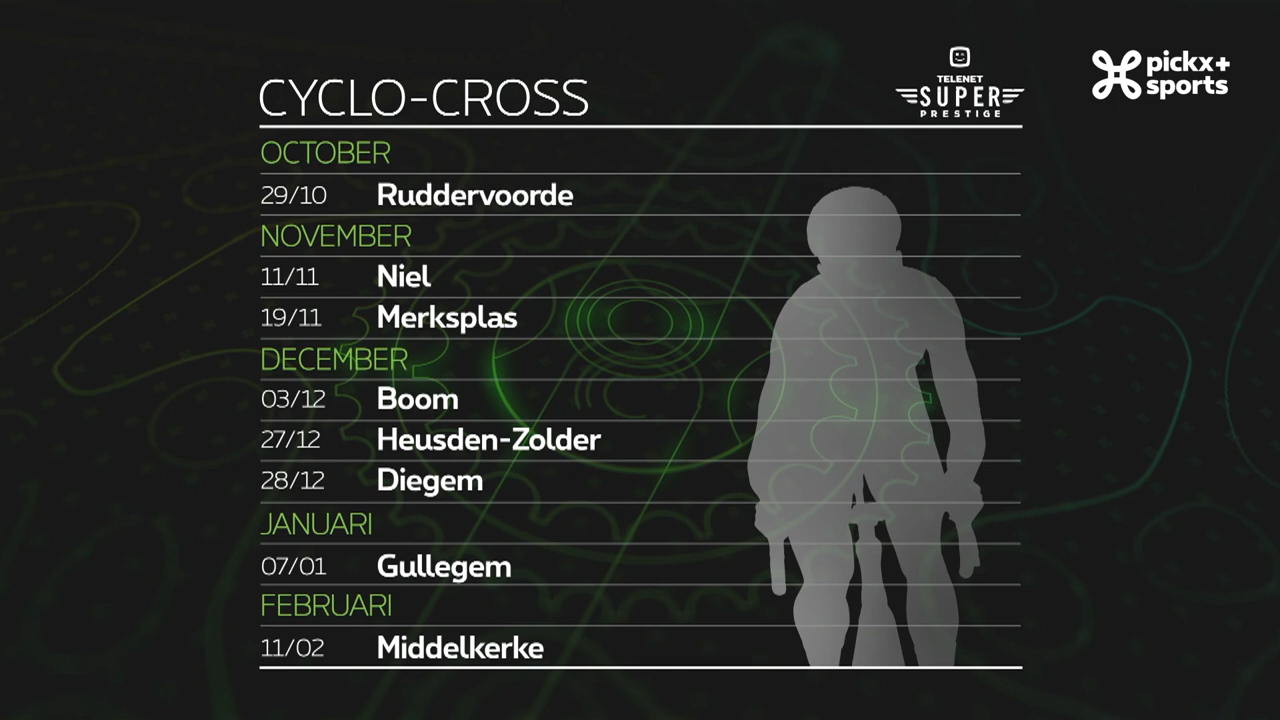 CYCLO-CROSS
TELENET
SUPER
PRESTIGE
pickx+
sports
OCTOBER
29/10 Ruddervoorde
NOVEMBER
11/11 Niel
19/11 Merksplas
DECEMBER
03/12 Boom
27/12 Heusden-Zolder
28/12 Diegem
JANUARI
07/01 Gullegem
FEBRUARI
11/02 Middelkerke